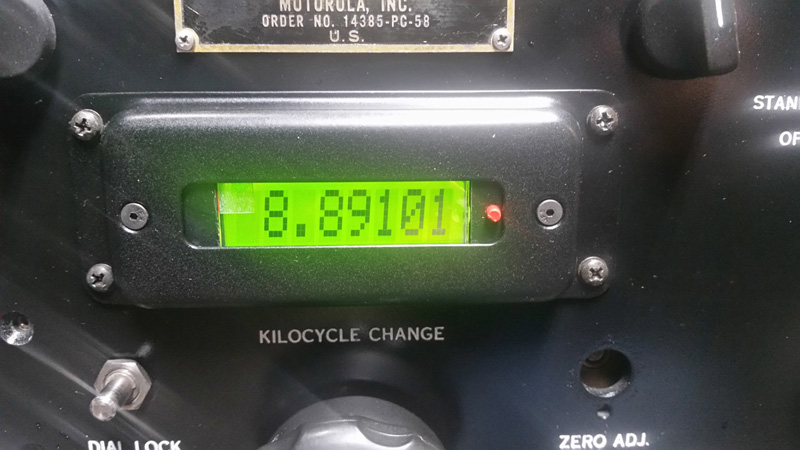 MOTOROLA, INC.
ORDER NO. 14385-PC-58
U.S.
8.89101
KILOCYCLE CHANGE
DIAL LOCK
ZERO ADJ.